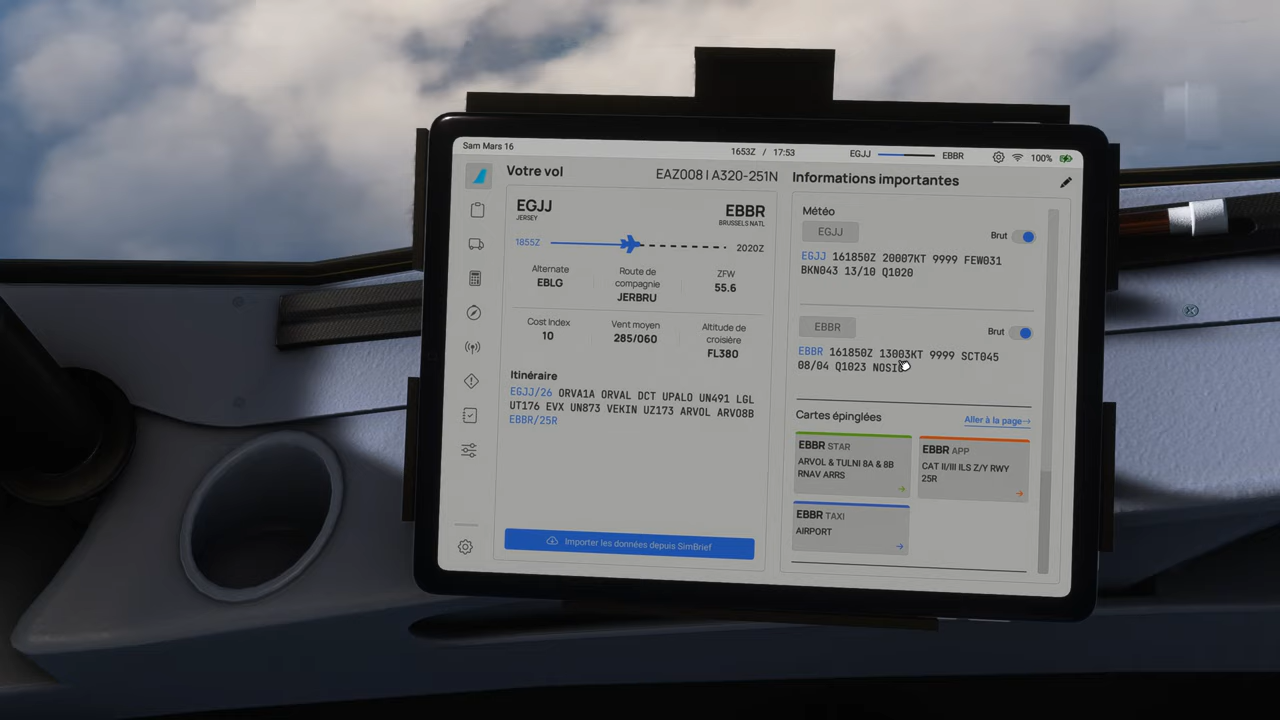 Sam Mars 16
1653Z / 17:53
EGJJ EBBR
100%
Votre vol
EAZ008 | A320-251N
EGJJ
JERSEY
EBBR
BRUSSELS NATL
1855Z
2020Z
Alternate
EBLG
Route de
compagnie
JERBRU
ZFW
55.6
Cost Index
10
Vent moyen
285/060
Altitude de
croisière
FL380
Itinéraire
EGJJ/26 ORVA1A ORVAL DCT UPALO UN491 LGL
UT176 EVX UN873 VEKIN UZ173 ARVOL ARVO8B
EBBR/25R
Importer les données depuis SimBrief
Informations importantes
Météo
EGJJ
Brut
EGJJ 161850Z 20007KT 9999 FEW031
BKN043 13/10 Q1020
EBBR
Brut
EBBR 161850Z 13003KT 9999 SCT045
08/04 Q1023
Cartes épinglées
Aller à la page→
EBBR STAR
ARVOL & TULNI 8A & 8B
RNAV ARRS
→
EBBR APP
CAT II/III ILS Z/Y RWY
25R
→
EBBR TAXI
AIRPORT
→